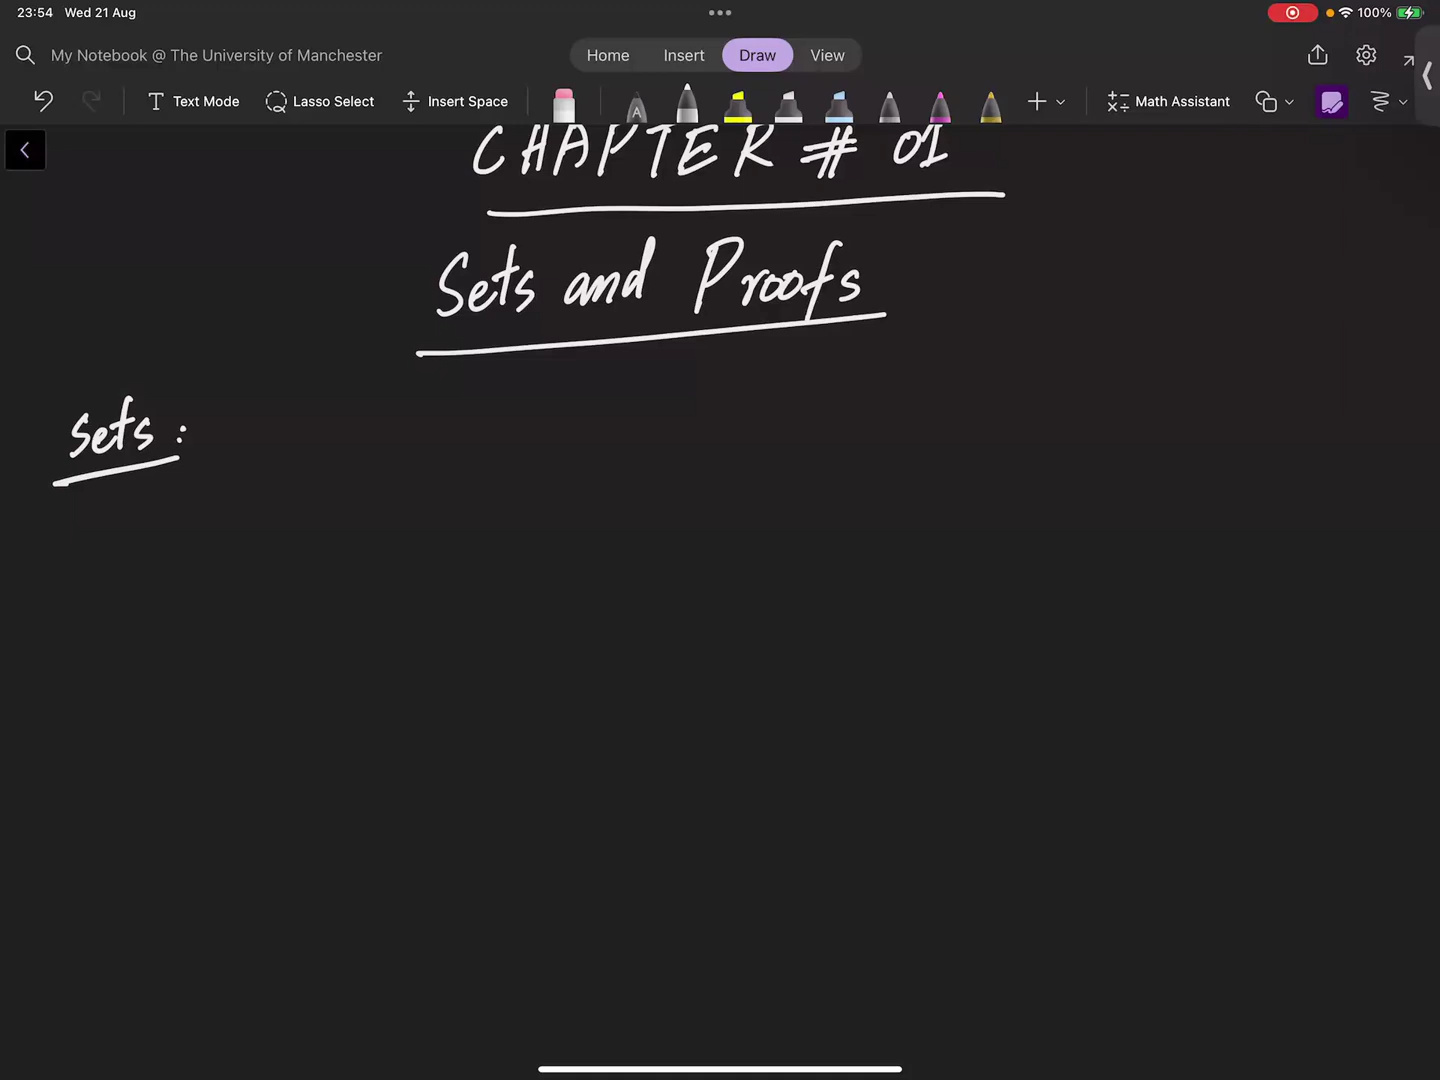 23:54 Wed 21 Aug 100%
My Notebook @ The University of Manchester Home Insert Draw View
Text Mode Lasso Select Insert Space A Math Assistant
CHAPTER # 01
Sets and Proofs
Sets :